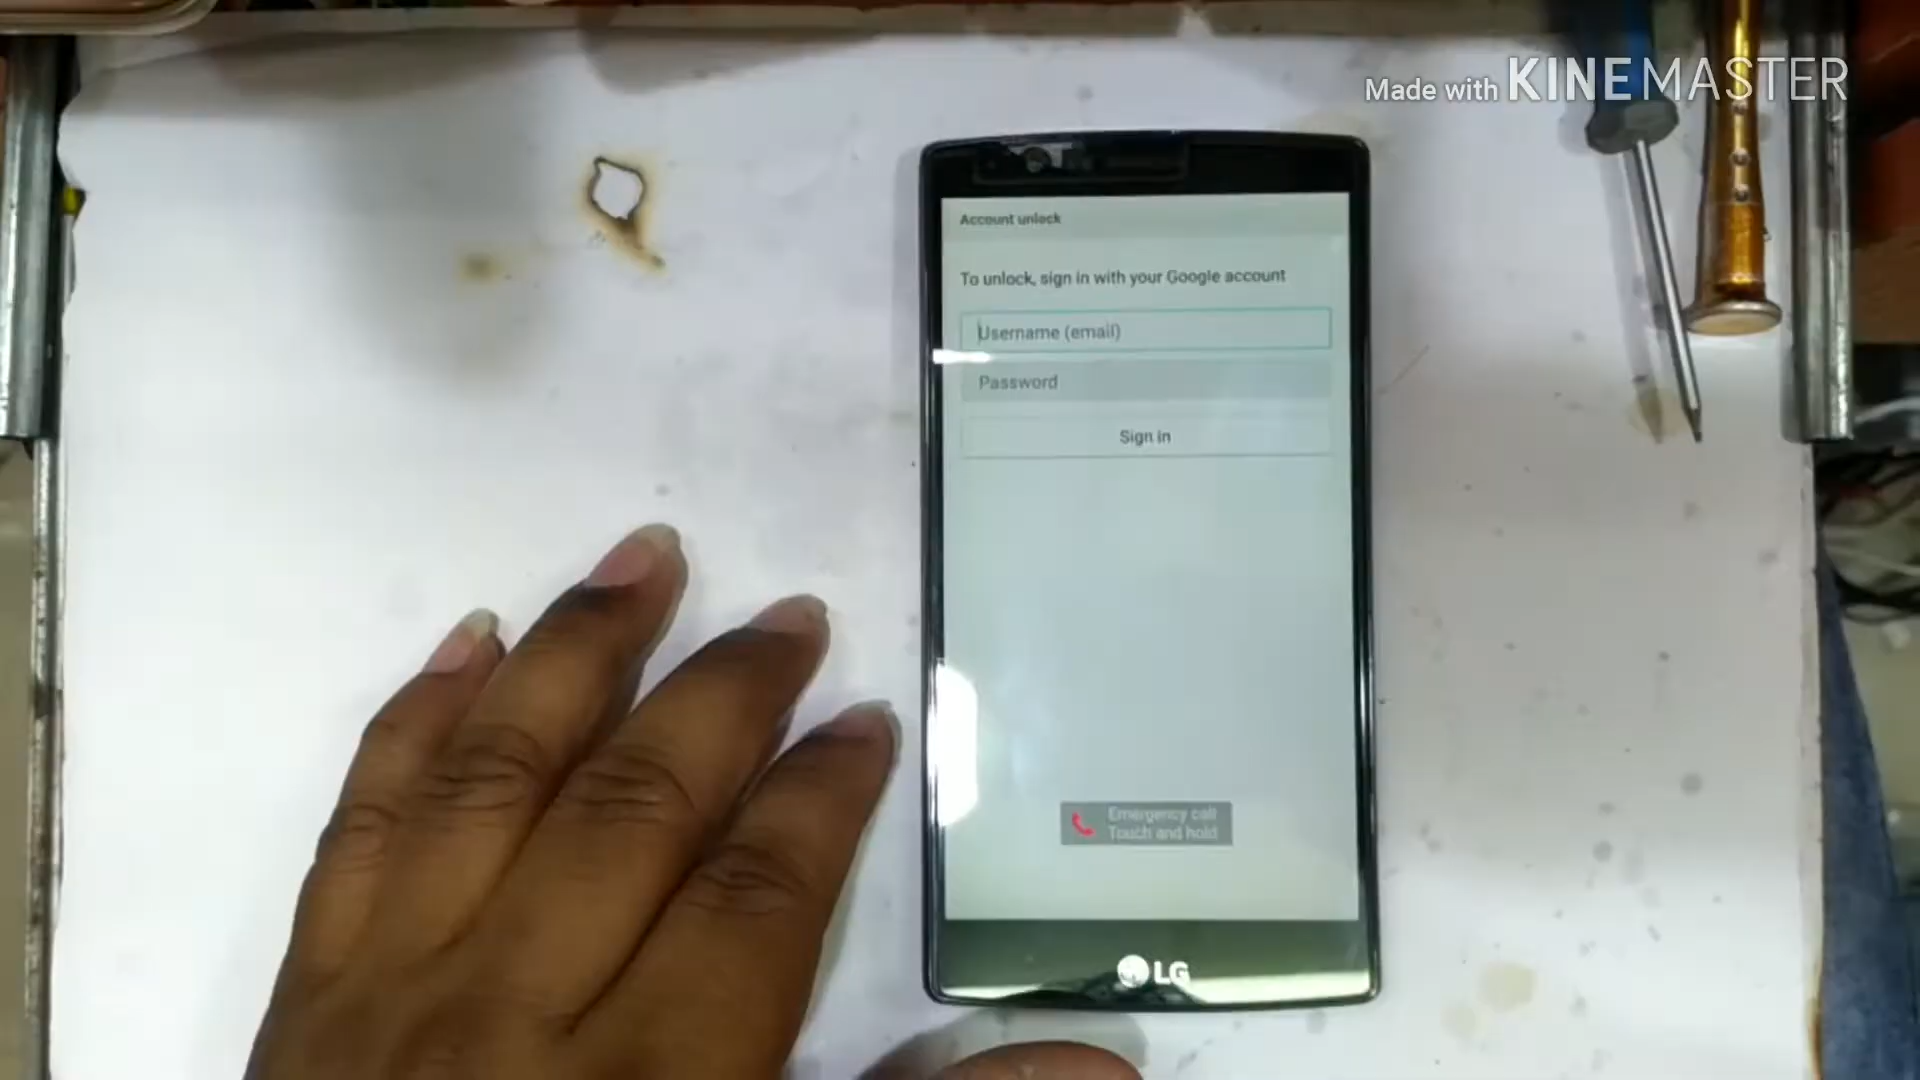 Made with KINEMASTER
Account unlock
To unlock, sign in with your Google account
Username (email)
Password
Sign in
Emergency call
Touch and hold
LG